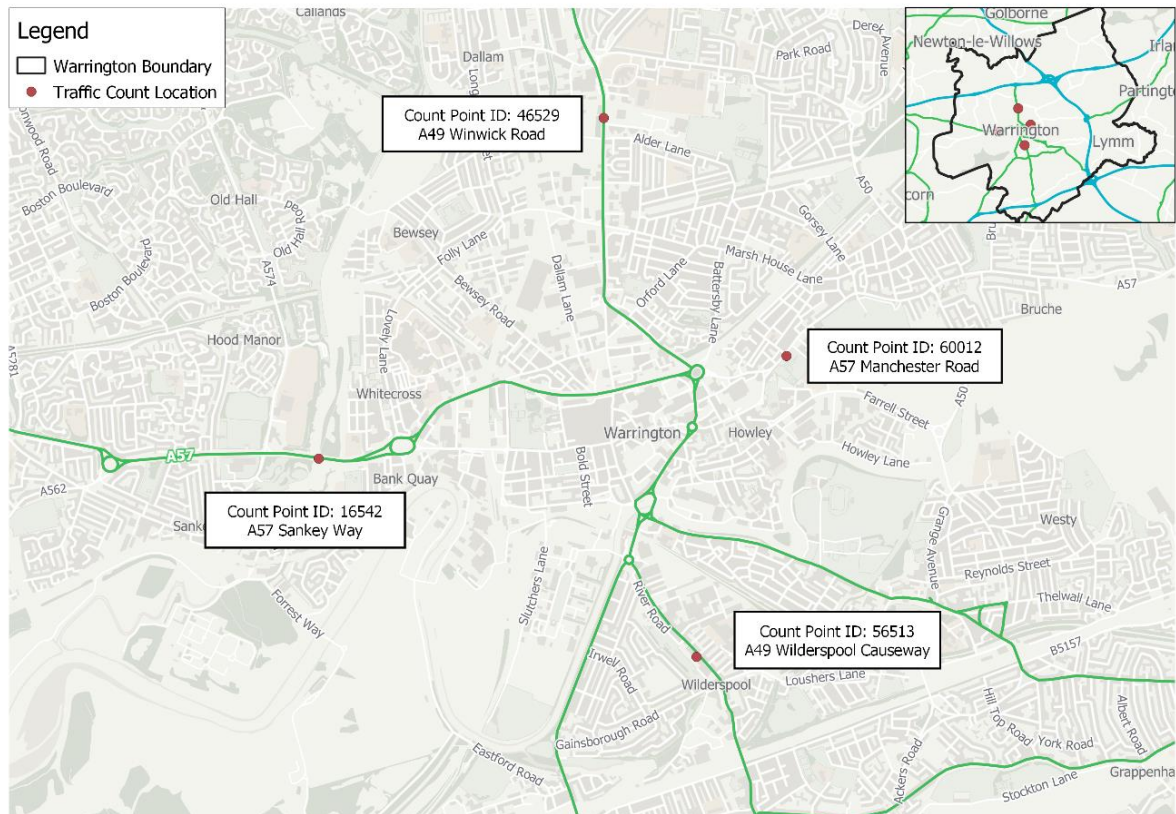 Legend
Warrington Boundary
Traffic Count Location
Callands
Dallam
Derek Avenue
Park Road
Golborne
Newton-le-Willows
Irla
Partington
Warrington
Lymm
corn
Count Point ID: 46529
A49 Winwick Road
Alder Lane
A50
Boston Boulevard
Boston Boulevard
Old Hall
Old Hall Road
A574
Bewsey
Folly Lane
Bewsey Road
Dallam Lane
Orford Lane
Battersby Lane
Marsh House Lane
Gorsey Lane
A57
Bruche
Hood Manor
Lovely Lane
A5281
Whitecross
Count Point ID: 60012
A57 Manchester Road
A50
Farrell Street
Warrington
Howley
Howley Lane
A57
A562
Bank Quay
Bold Street
Count Point ID: 16542
A57 Sankey Way
Sank
Westy
Grange Avenue
Reynolds Street
Thelwall Lane
Slutchers Lane
Forrest Way
River Road
Count Point ID: 56513
A49 Wilderspool Causeway
B5157
Irwell Road
Wilderspool
Loushers Lane
Gainsborough Road
Eastford Road
Hill Top Road
York Road
Albert Road
Ackers Road
Stockton Lane
Grappenha